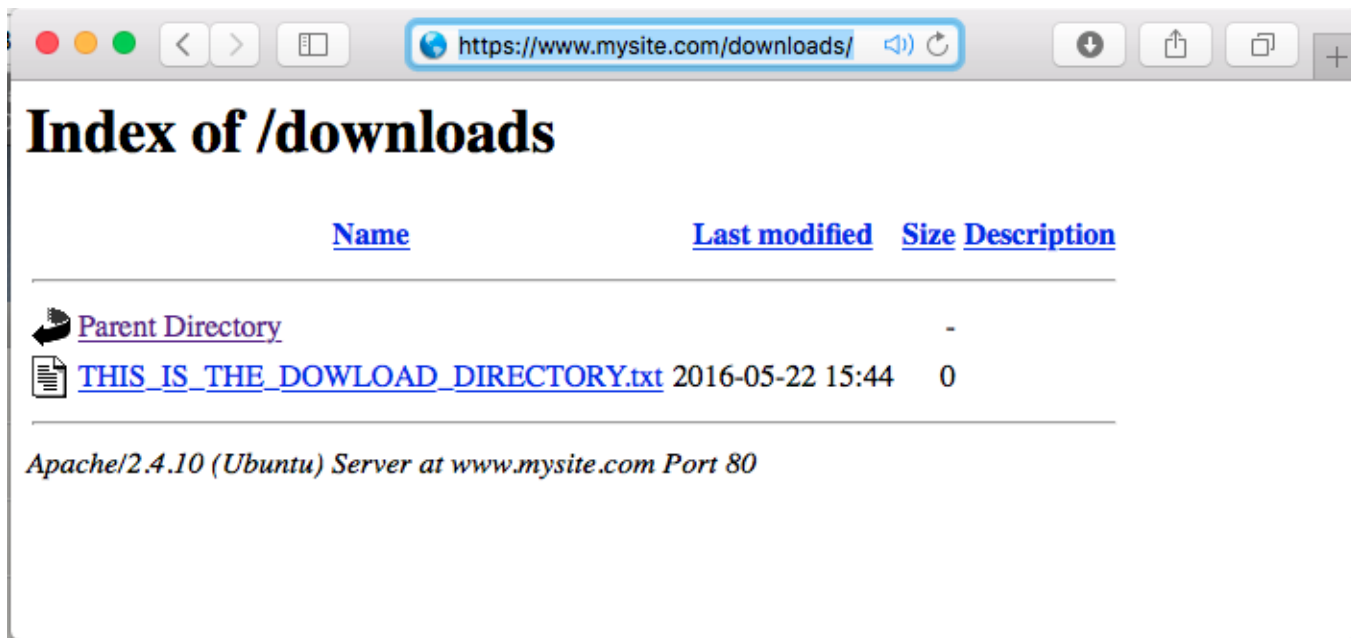 https://www.mysite.com/downloads/
Index of /downloads
Name Last modified Size Description
Parent Directory -
THIS_IS_THE_DOWLOAD_DIRECTORY.txt 2016-05-22 15:44 0
Apache/2.4.10 (Ubuntu) Server at www.mysite.com Port 80